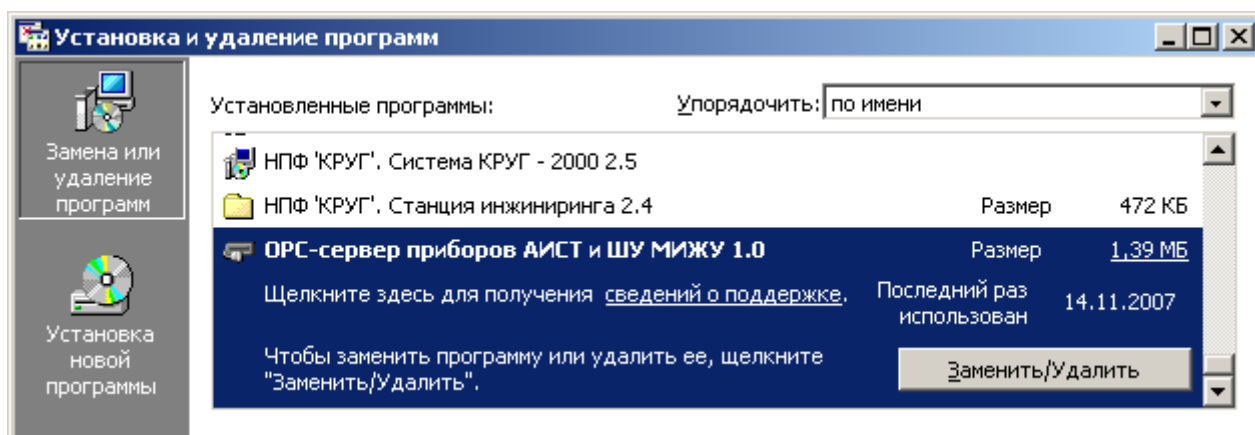 Установка и удаление программ
Замена или
удаление
программ
Установка
новой
программы
Установленные программы:
Упорядочить: по имени
НПФ 'КРУГ'. Система КРУГ - 2000 2.5
НПФ 'КРУГ'. Станция инжиниринга 2.4 Размер 472 КБ
ОРС-сервер приборов АИСТ и ШУ МИЖУ 1.0 Размер 1,39 МБ
Щелкните здесь для получения сведений о поддержке.
Последний раз
использован
14.11.2007
Чтобы заменить программу или удалить ее, щелкните
"Заменить/Удалить".
Заменить/Удалить